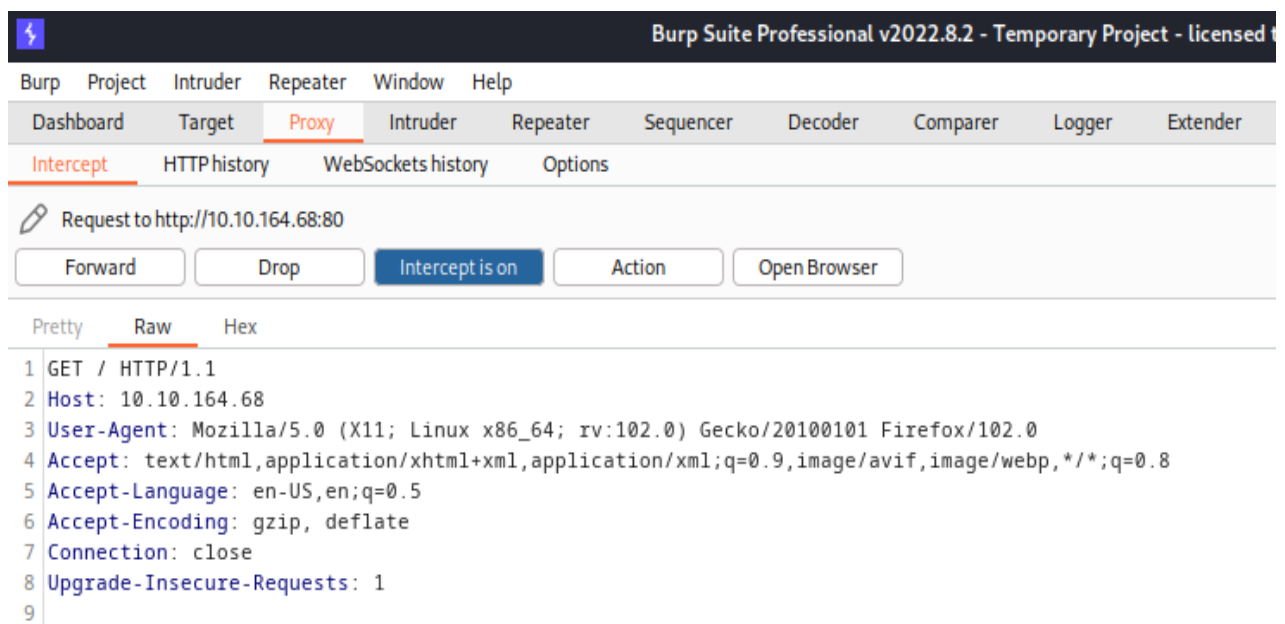 Burp Suite Professional v2022.8.2 - Temporary Project - licensed t
Burp Project Intruder Repeater Window Help
Dashboard Target Proxy Intruder Repeater Sequencer Decoder Comparer Logger Extender
Intercept HTTP history WebSockets history Options
Request to http://10.10.164.68:80
Forward Drop Intercept is on Action Open Browser
Pretty Raw Hex
1 GET / HTTP/1.1
2 Host: 10.10.164.68
3 User-Agent: Mozilla/5.0 (X11; Linux x86_64; rv:102.0) Gecko/20100101 Firefox/102.0
4 Accept: text/html,application/xhtml+xml,application/xml;q=0.9,image/avif,image/webp,*/*;q=0.8
5 Accept-Language: en-US,en;q=0.5
6 Accept-Encoding: gzip, deflate
7 Connection: close
8 Upgrade-Insecure-Requests: 1
9